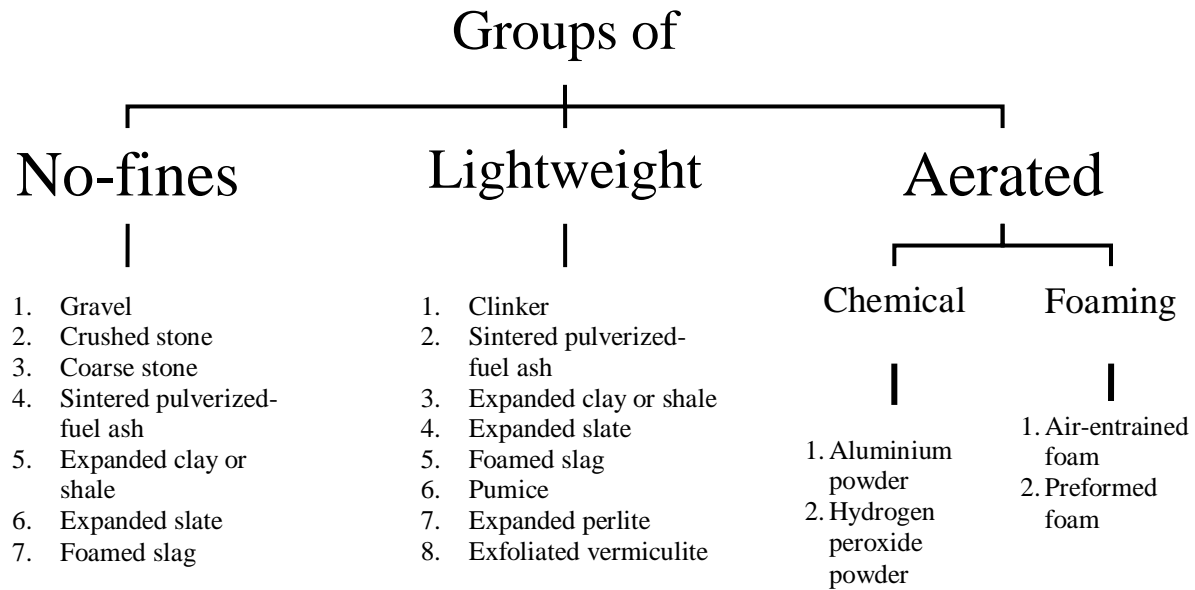 Groups of
No-fines
Lightweight
Aerated
1. Gravel
2. Crushed stone
3. Coarse stone
4. Sintered pulverized-
fuel ash
5. Expanded clay or
shale
6. Expanded slate
7. Foamed slag
1. Clinker
2. Sintered pulverized-
fuel ash
3. Expanded clay or shale
4. Expanded slate
5. Foamed slag
6. Pumice
7. Expanded perlite
8. Exfoliated vermiculite
Chemical
1. Aluminium
powder
2. Hydrogen
peroxide
powder
Foaming
1. Air-entrained
foam
2. Preformed
foam